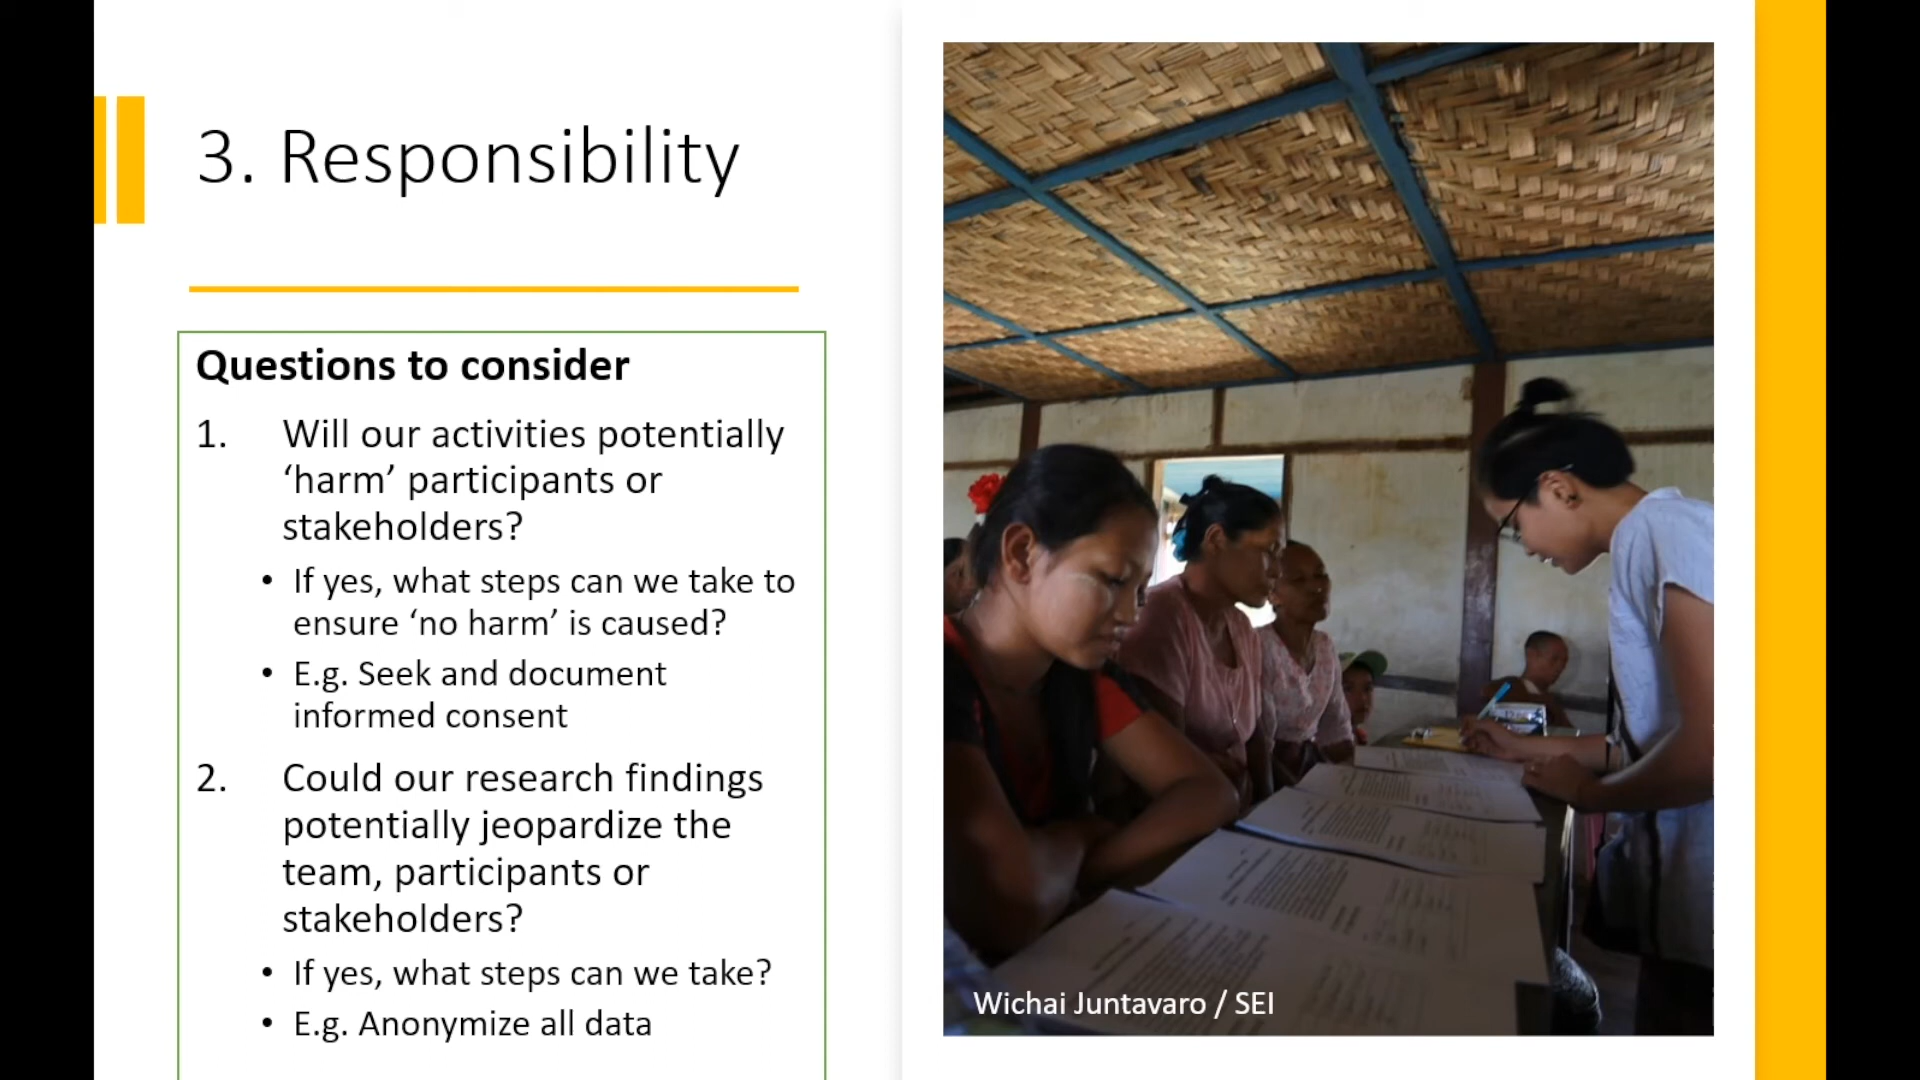 3. Responsibility
Questions to consider
1. Will our activities potentially
‘harm’ participants or
stakeholders?
• If yes, what steps can we take to
ensure ‘no harm’ is caused?
• E.g. Seek and document
informed consent
2. Could our research findings
potentially jeopardize the
team, participants or
stakeholders?
• If yes, what steps can we take?
• E.g. Anonymize all data
Wichai Juntavaro / SEI